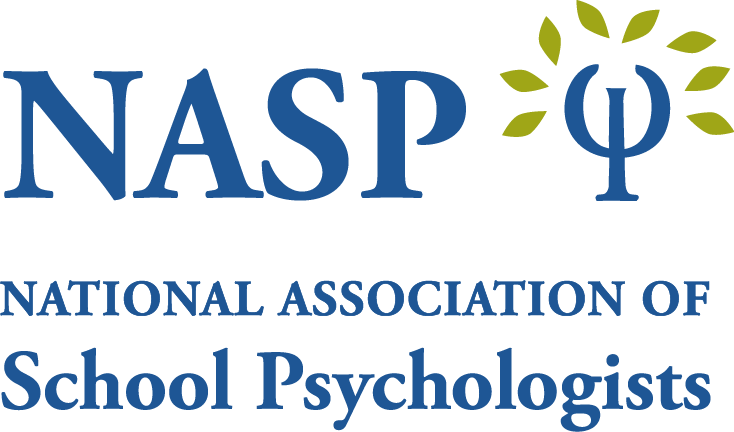 NASP ψ
NATIONAL ASSOCIATION OF
School Psychologists